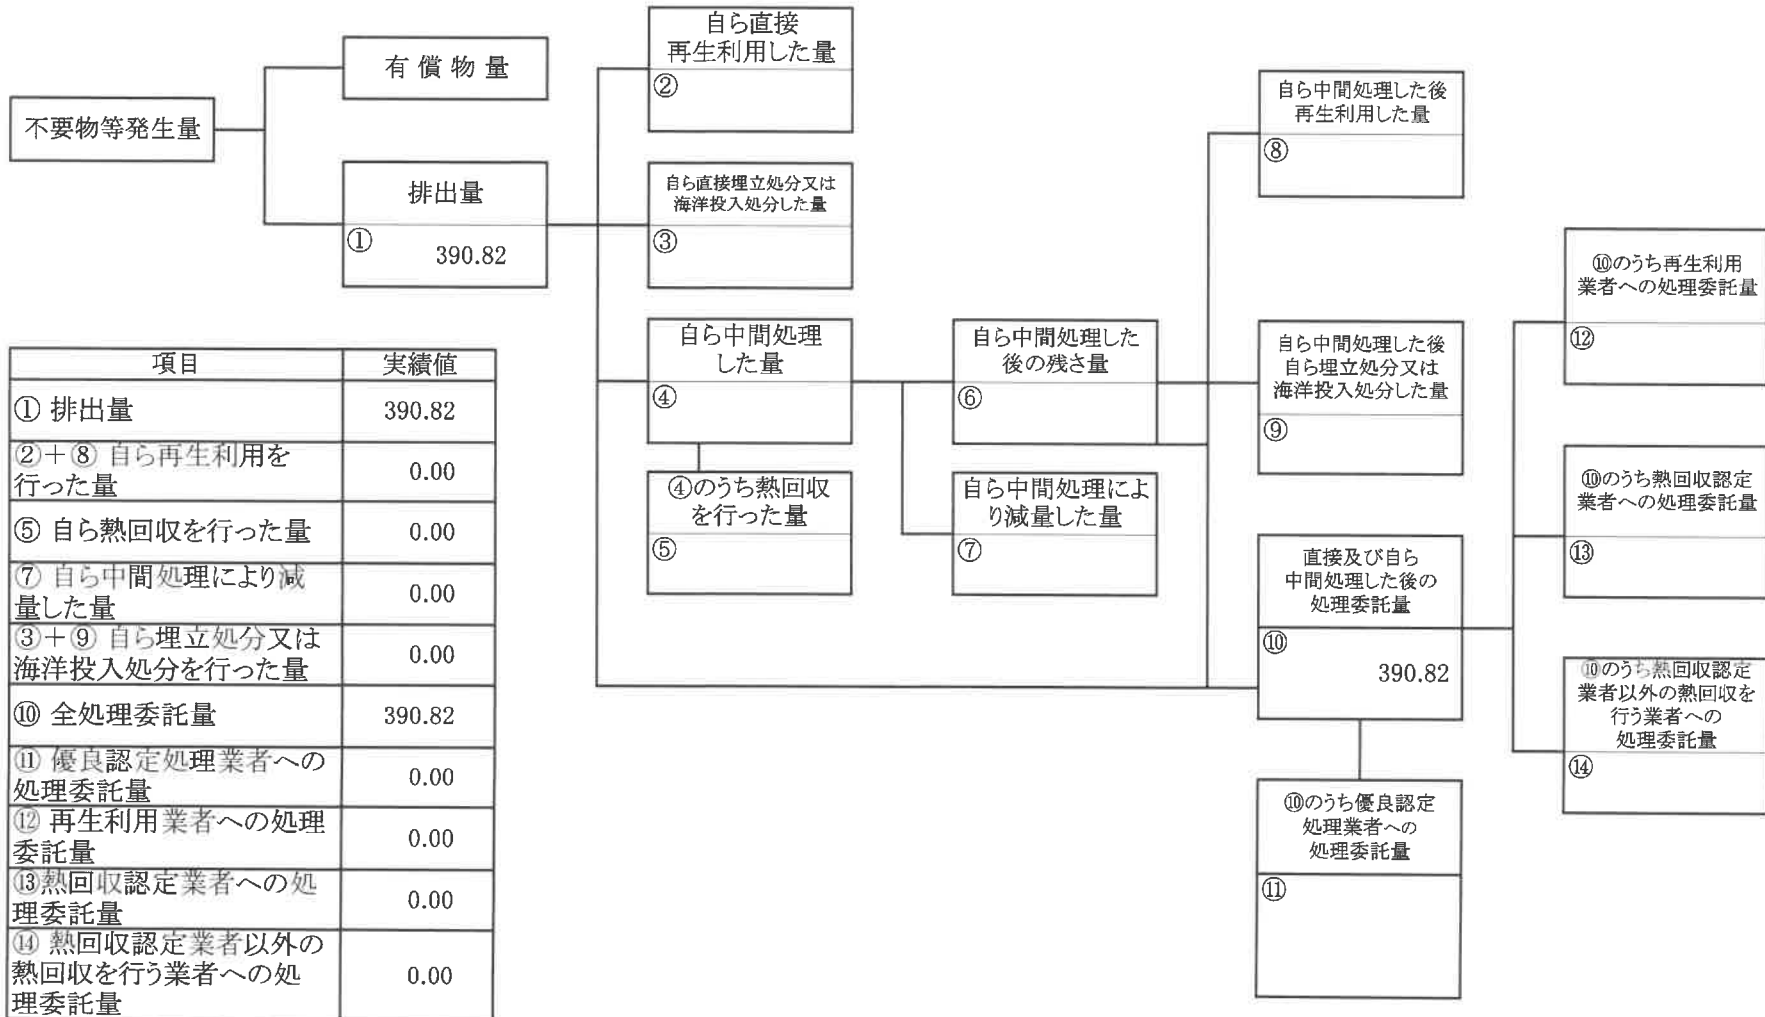 不要物等発生量
有 償 物 量
排出量
①
390.82
自ら直接
再生利用した量
②
自ら直接埋立処分又は
海洋投入処分した量
③
自ら中間処理
した量
④
④のうち熱回収
を行った量
⑤
自ら中間処理した
後の残さ量
⑥
自ら中間処理によ
り減量した量
⑦
自ら中間処理した後
再生利用した量
⑧
自ら中間処理した後
自ら埋立処分又は
海洋投入処分した量
⑨
直接及び自ら
中間処理した後の
処理委託量
⑩
390.82
⑩のうち優良認定
処理業者への
処理委託量
⑪
⑩のうち再生利用
業者への処理委託量
⑫
⑩のうち熱回収認定
業者への処理委託量
⑬
⑩のうち熱回収認定
業者以外の熱回収を
行う業者への
処理委託量
⑭
項目 実績値
① 排出量 390.82
②＋⑧ 自ら再生利用を
行った量 0.00
⑤ 自ら熱回収を行った量 0.00
⑦ 自ら中間処理により減
量した量 0.00
③＋⑨ 自ら埋立処分又は
海洋投入処分を行った量 0.00
⑩ 全処理委託量 390.82
⑪ 優良認定処理業者への
処理委託量 0.00
⑫ 再生利用業者への処理
委託量 0.00
⑬熱回収認定業者への処
理委託量 0.00
⑭ 熱回収認定業者以外の
熱回収を行う業者への処
理委託量 0.00